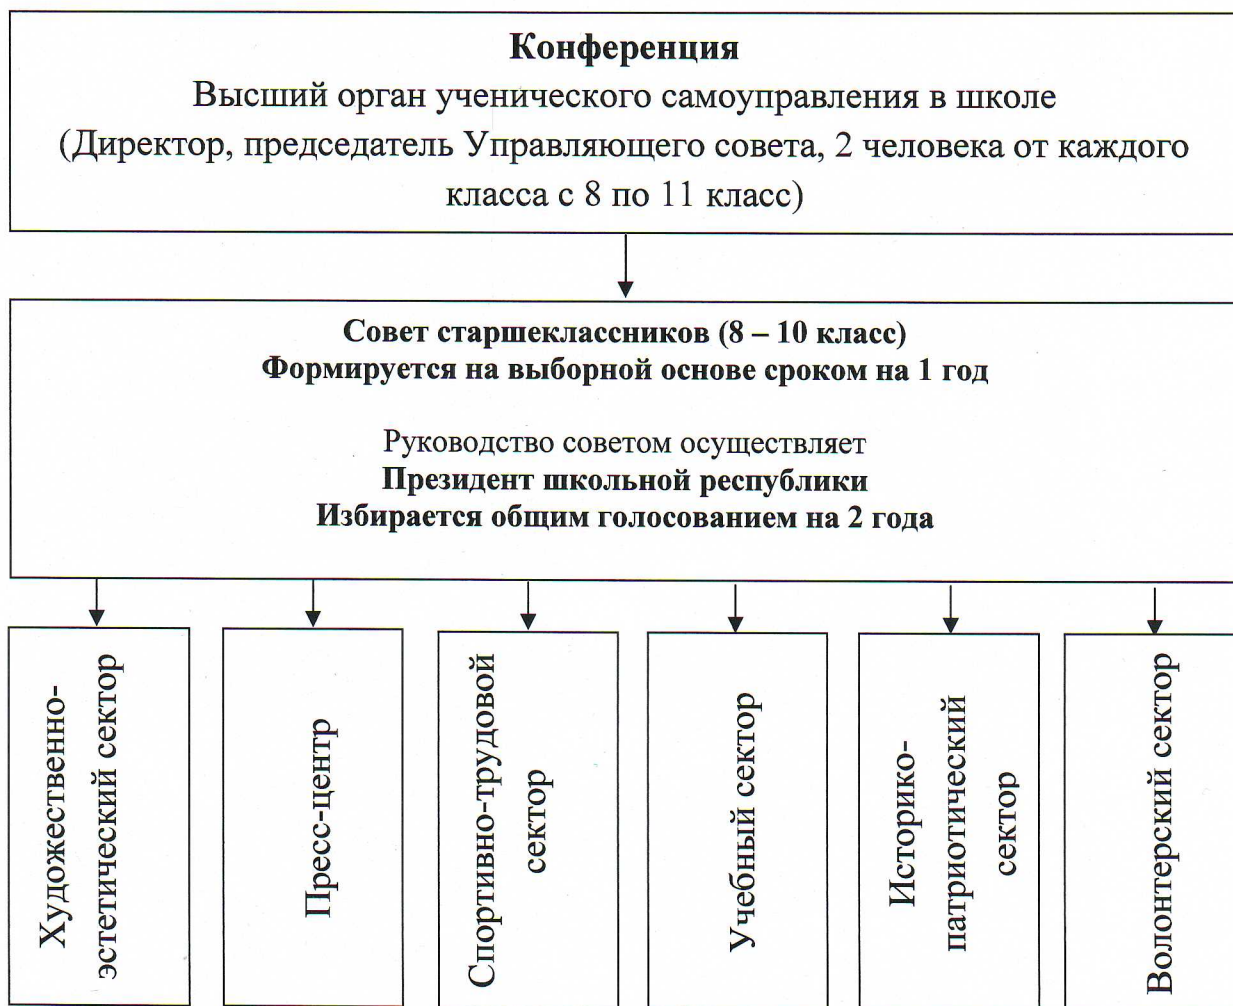 Конференция
Высший орган ученического самоуправления в школе
(Директор, председатель Управляющего совета, 2 человека от каждого
класса с 8 по 11 класс)
Совет старшеклассников (8 – 10 класс)
Формируется на выборной основе сроком на 1 год
Руководство советом осуществляет
Президент школьной республики
Избирается общим голосованием на 2 года
Художественно-
эстетический сектор
Пресс-центр
Спортивно-трудовой
сектор
Учебный сектор
Историко-
патриотический
сектор
Волонтерский сектор